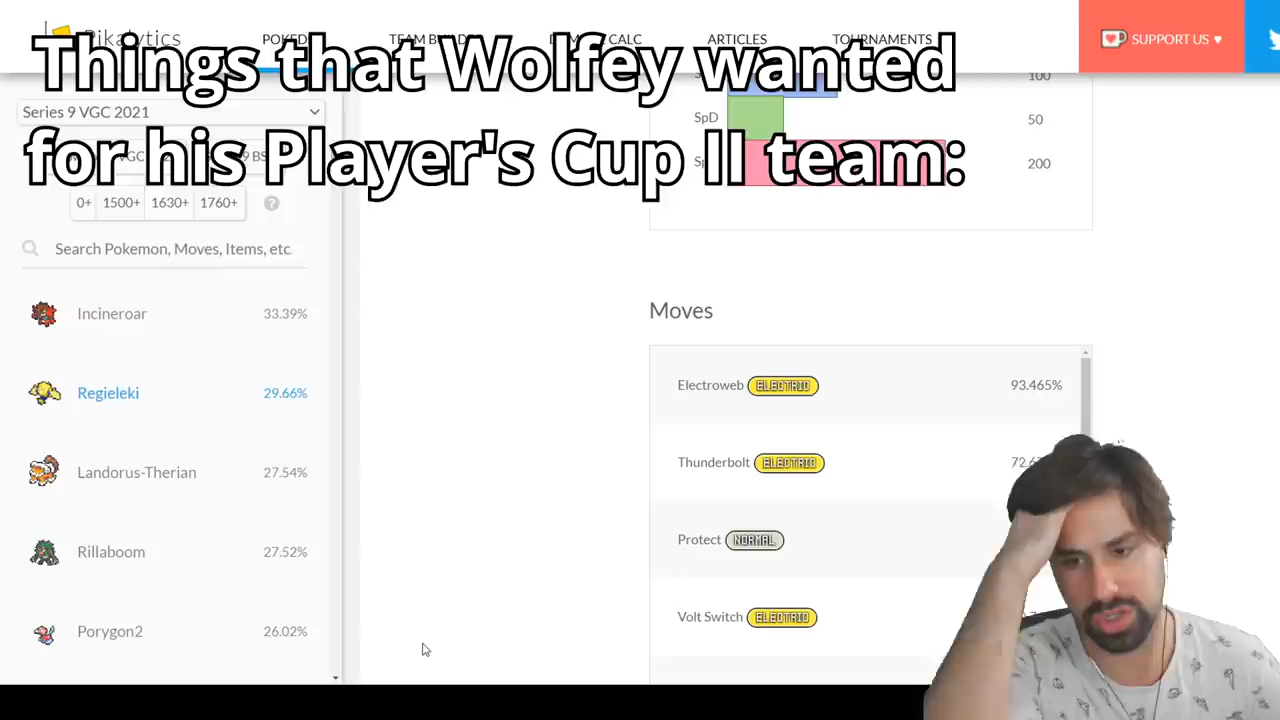 Pikalytics
ARTICLES
TOURNAMENTS
SUPPORT US ♥
Things that Wolfey wanted
for his Player's Cup II team:
Series 9 VGC 2021
0+ 1500+ 1630+ 1760+ ?
Search Pokemon, Moves, Items, etc.
Incineroar 33.39%
Regieleki 29.66%
Landorus-Therian 27.54%
Rillaboom 27.52%
Porygon2 26.02%
100
SpD 50
200
Moves
Electroweb ELECTRIC 93.465%
Thunderbolt ELECTRIC
Protect NORMAL
Volt Switch ELECTRIC